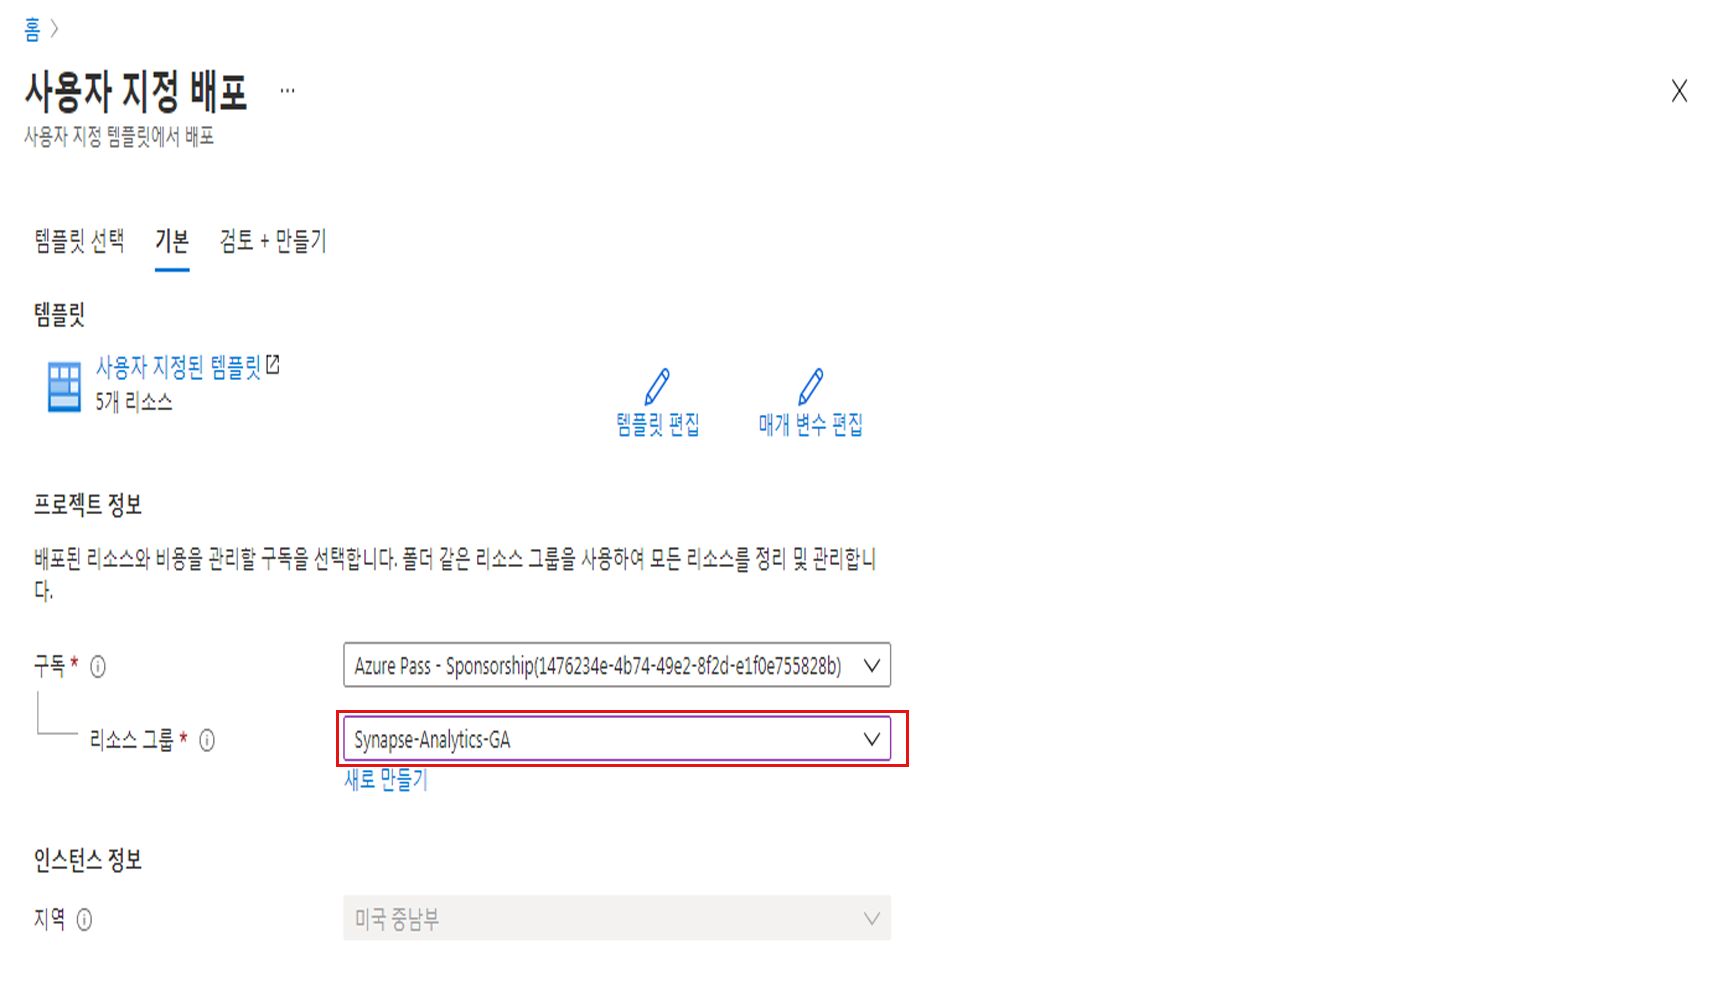 홈 >
사용자 지정 배포 ...
사용자 지정 템플릿에서 배포
템플릿 선택 기본 검토 + 만들기
템플릿
사용자 지정된 템플릿
5개 리소스
템플릿 편집 매개 변수 편집
프로젝트 정보
배포된 리소스와 비용을 관리할 구독을 선택합니다. 폴더 같은 리소스 그룹을 사용하여 모든 리소스를 정리 및 관리합니
다.
구독 * Azure Pass - Sponsorship(1476234e-4b74-49e2-8f2d-e1f0e755828b)
리소스 그룹 * Synapse-Analytics-GA
새로 만들기
인스턴스 정보
지역 미국 중남부